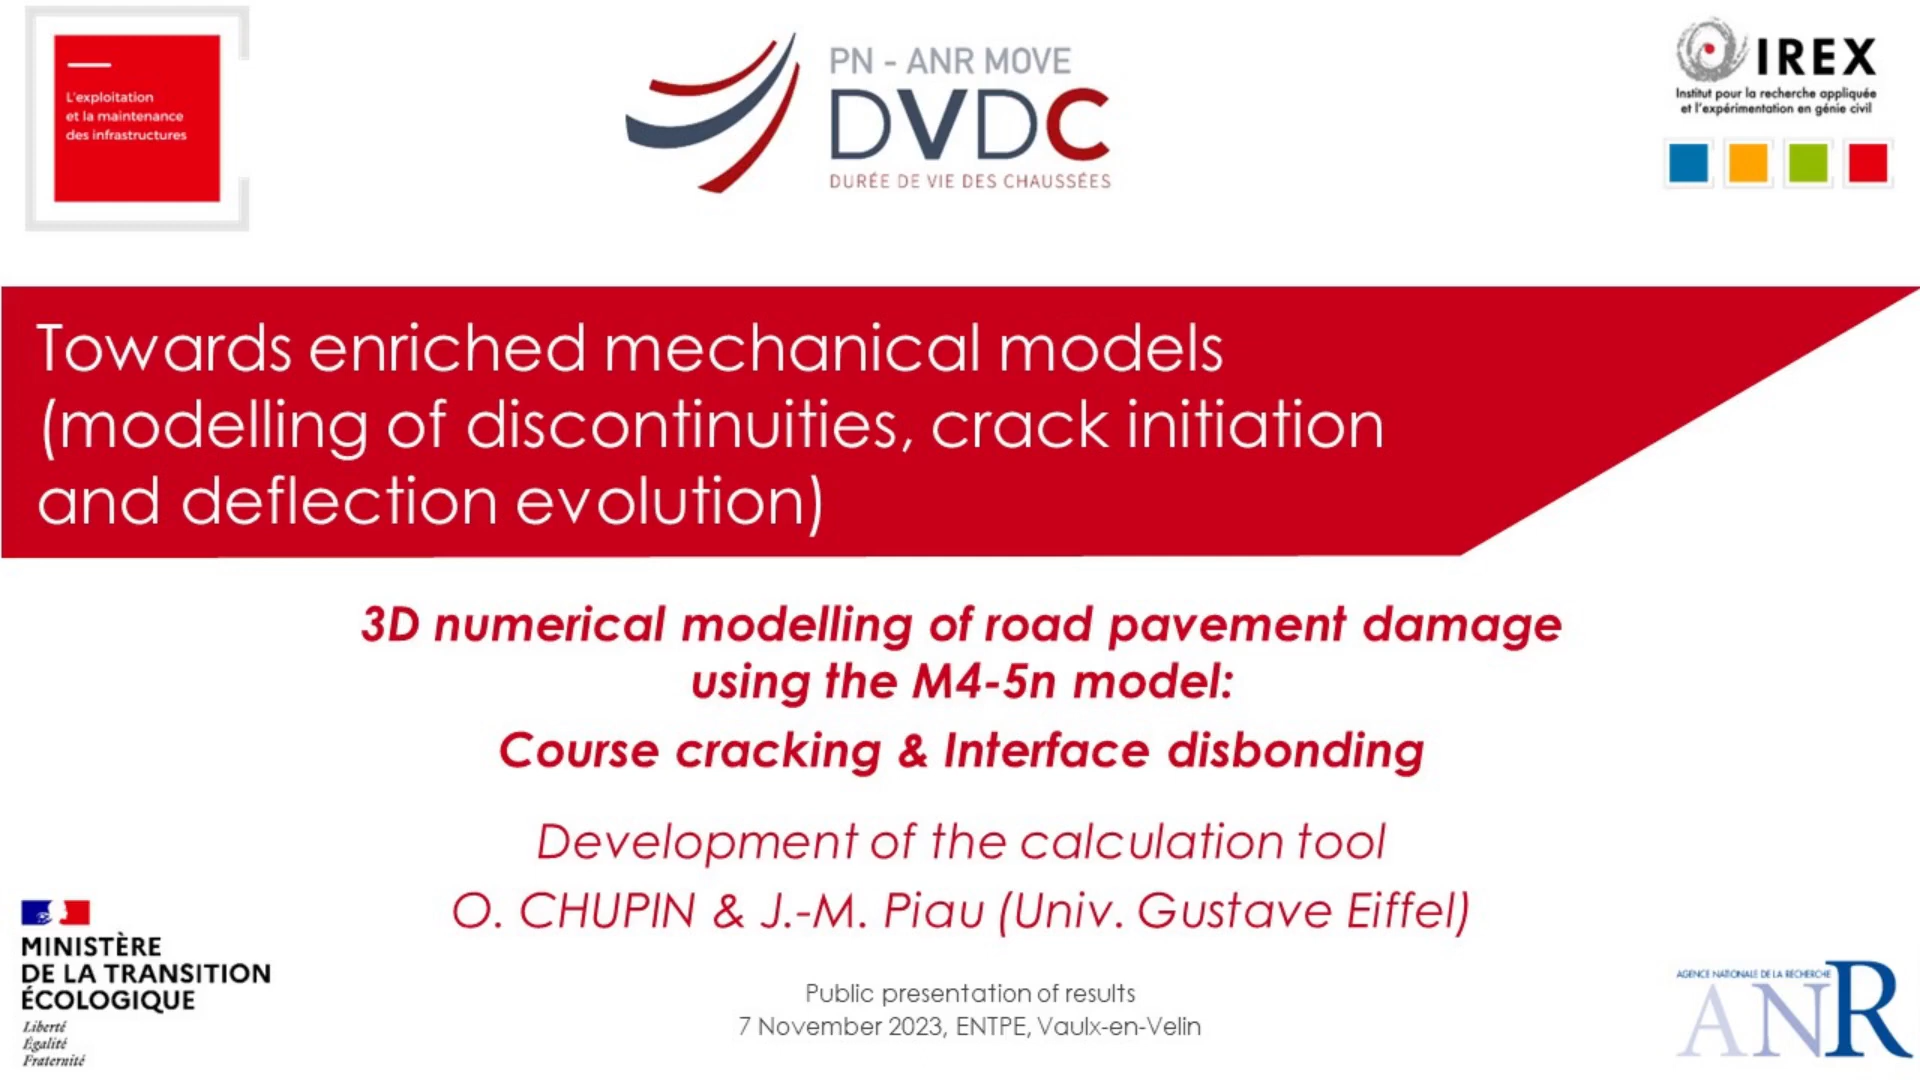 L'exploitation
et la maintenance
des infrastructures
PN - ANR MOVE
DVDC
DURÉE DE VIE DES CHAUSSÉES
IREX
Institut pour la recherche appliquée
et l'expérimentation en génie civil
Towards enriched mechanical models
(modelling of discontinuities, crack initiation
and deflection evolution)
3D numerical modelling of road pavement damage
using the M4-5n model:
Course cracking & Interface disbonding
Development of the calculation tool
O. CHUPIN & J.-M. Piau (Univ. Gustave Eiffel)
Public presentation of results
7 November 2023, ENTPE, Vaulx-en-Velin
MINISTÈRE
DE LA TRANSITION
ÉCOLOGIQUE
Liberté
Égalité
Fraternité
AGENCE NATIONALE DE LA RECHERCHE
ANR